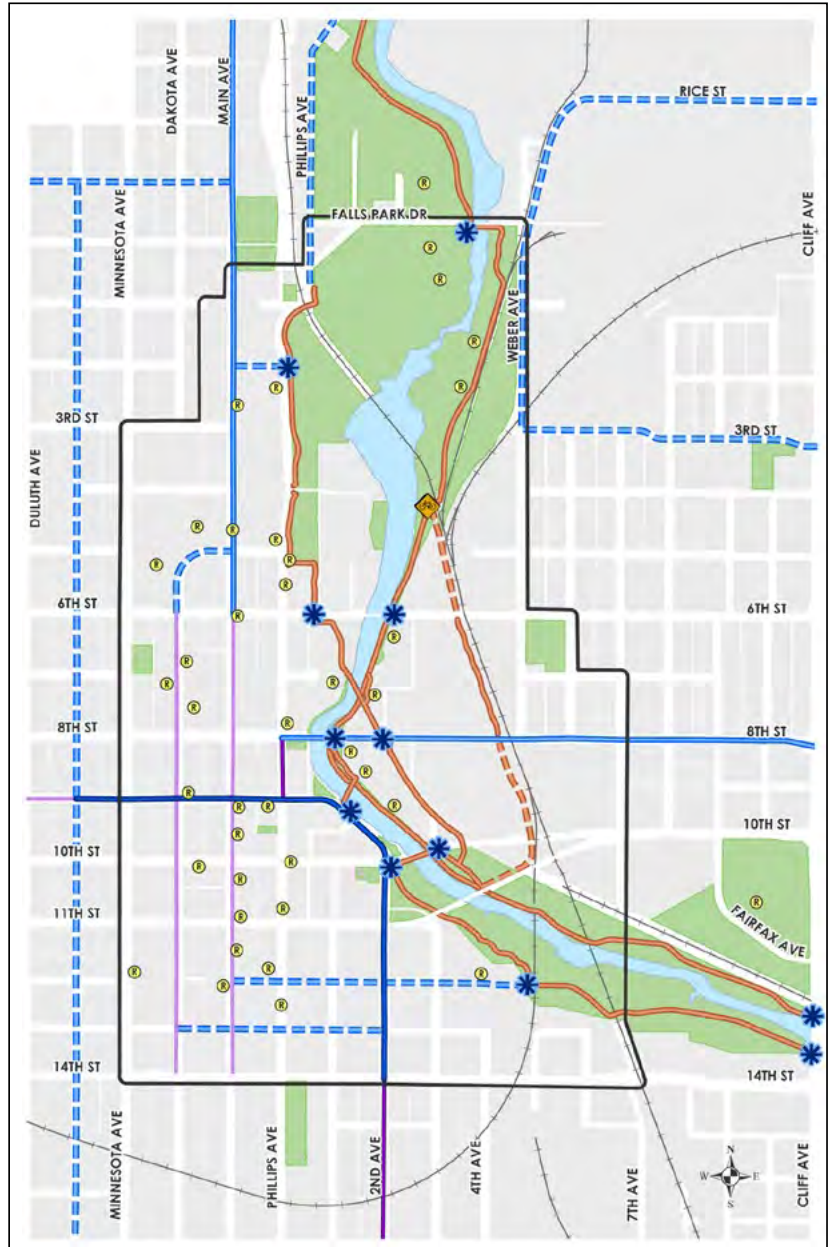 DAKOTA AVE
MAIN AVE
PHILLIPS AVE
RICE ST
MINNESOTA AVE
FALLS PARK DR
CLIFF AVE
WEBER AVE
R
R
R
R
R
R
R
3RD ST
3RD ST
DULUTH AVE
R
R
R
R
R
R
R
6TH ST
6TH ST
R
R
R
R
R
R
R
R
8TH ST
8TH ST
R
R
R
R
R
R
R
10TH ST
10TH ST
R
R
R
R
R
R
FAIRFAX AVE
11TH ST
R
R
R
R
R
R
R
14TH ST
14TH ST
MINNESOTA AVE
PHILLIPS AVE
2ND AVE
4TH AVE
7TH AVE
CLIFF AVE
N
W
E
S